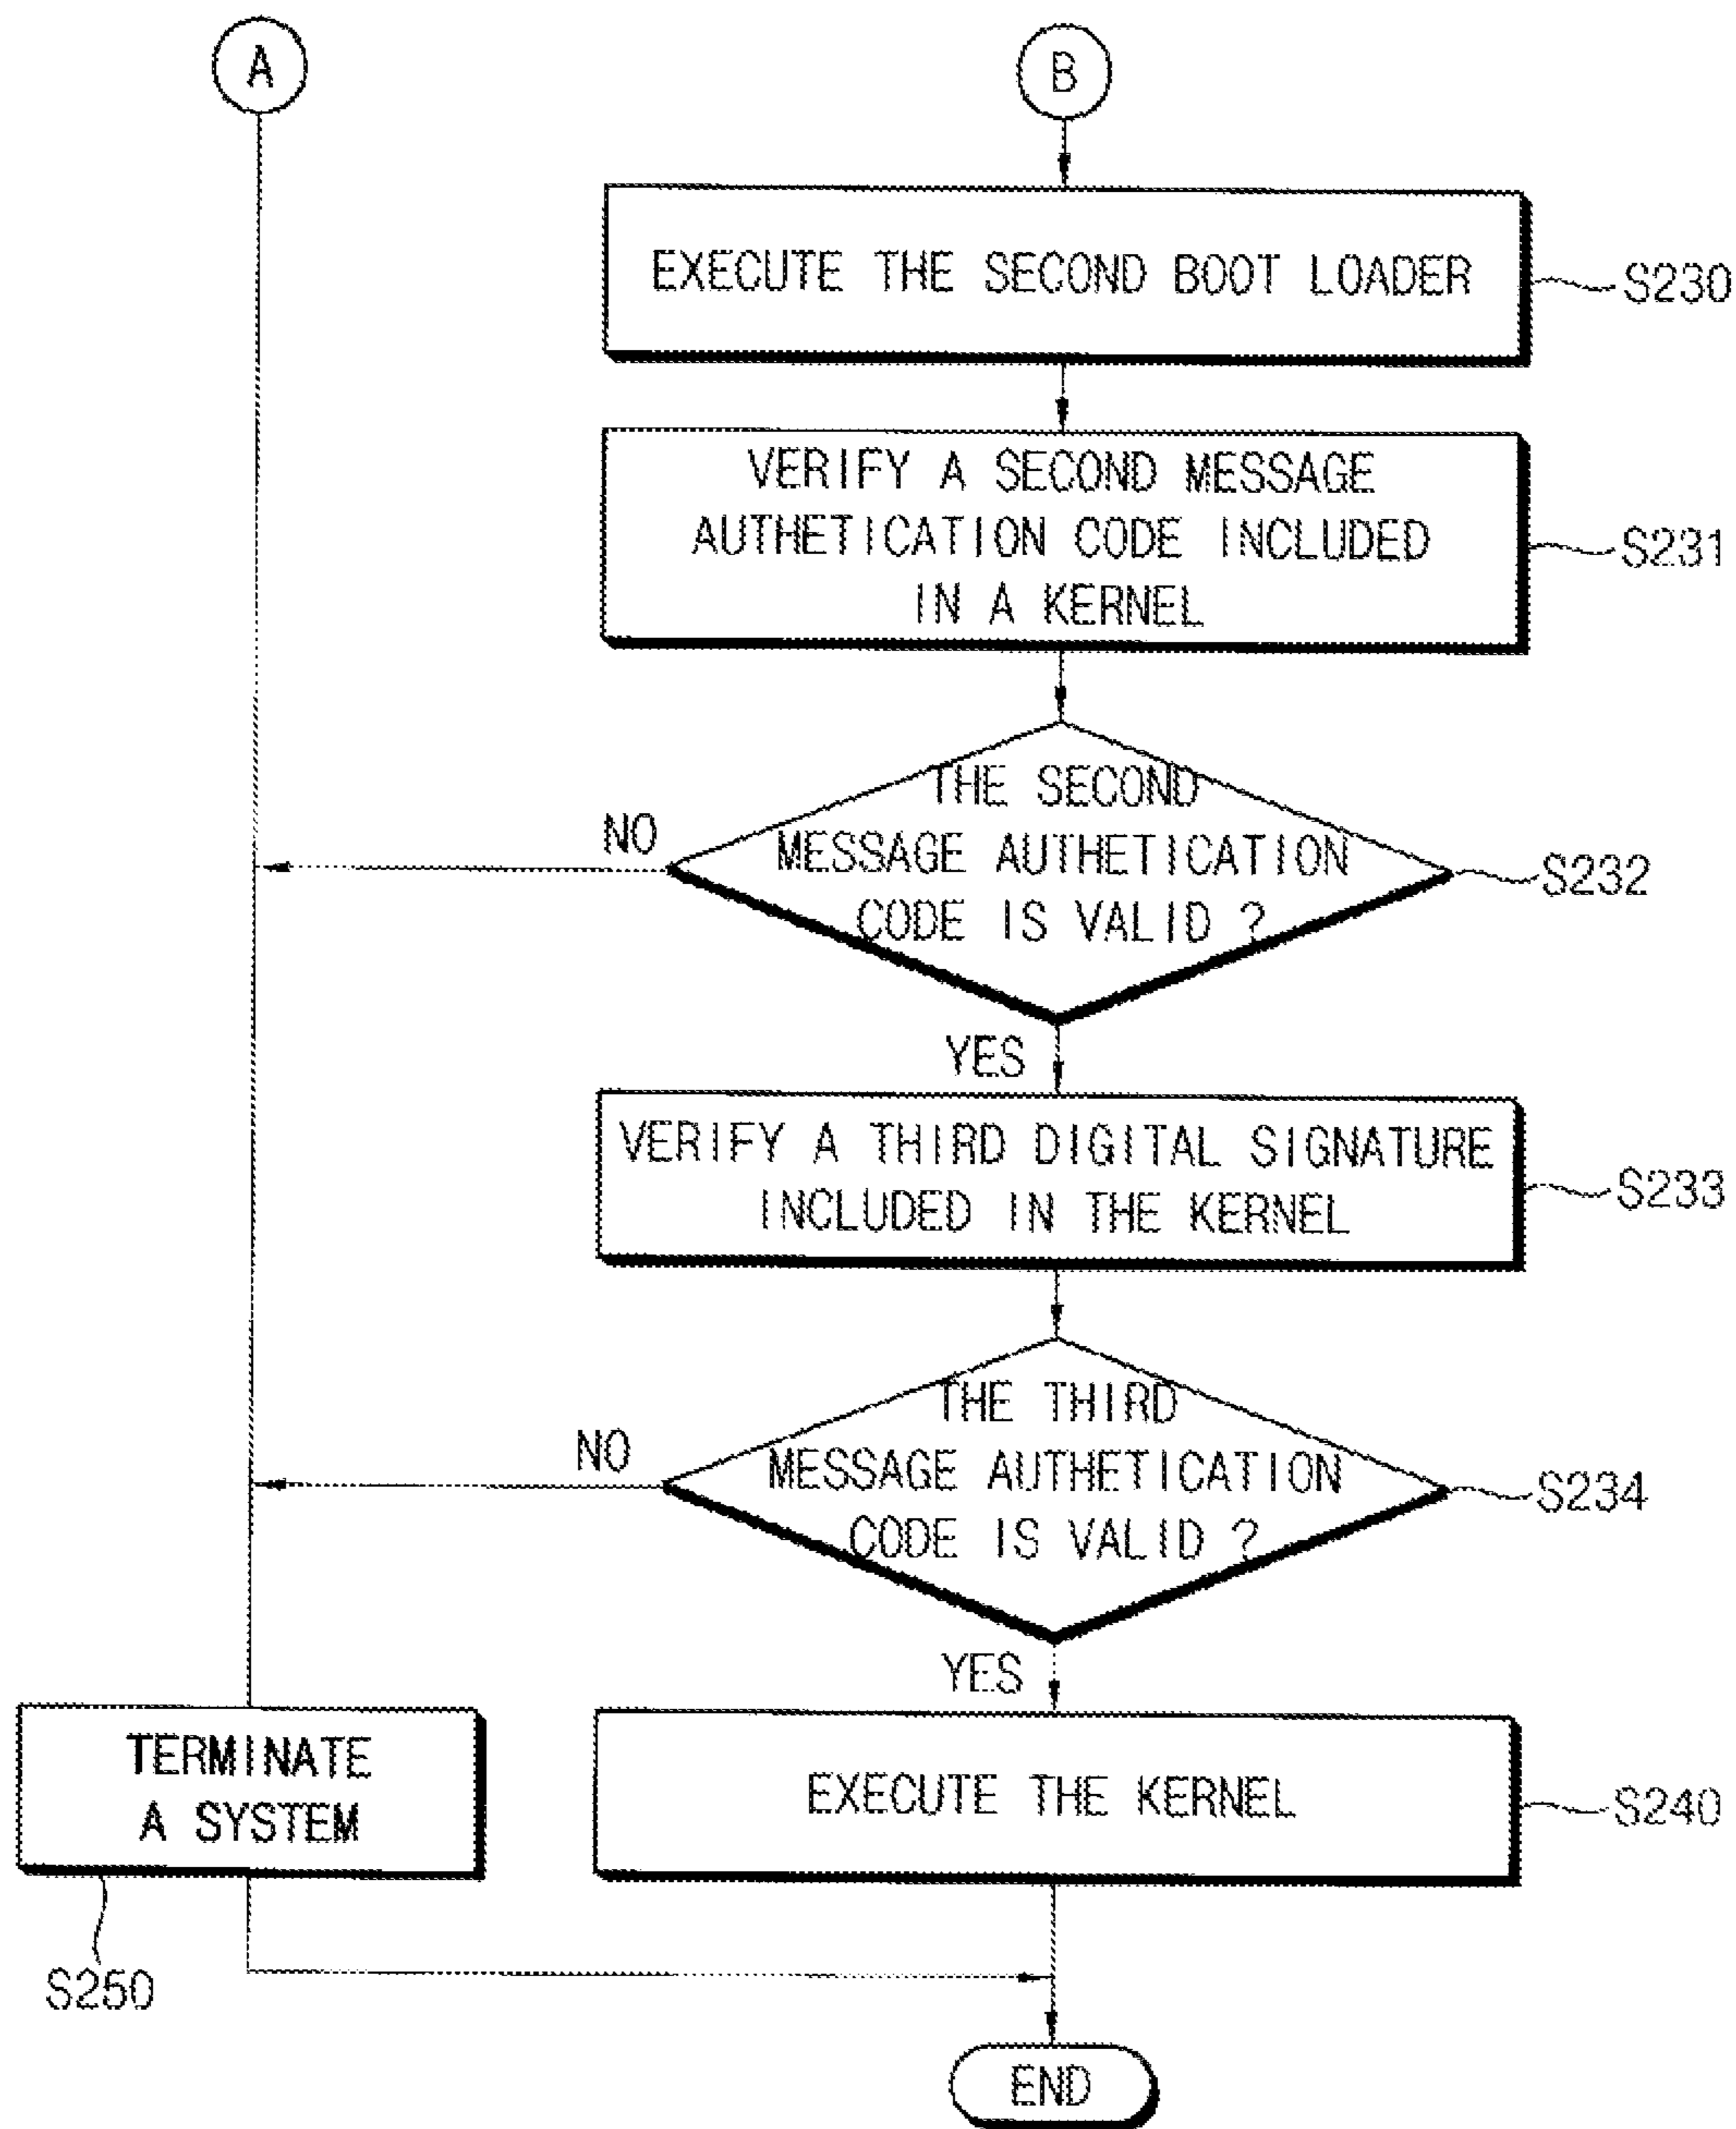 A
B
EXECUTE THE SECOND BOOT LOADER
S230
VERIFY A SECOND MESSAGE
AUTHETICATION CODE INCLUDED
IN A KERNEL
S231
THE SECOND
MESSAGE AUTHETICATION
CODE IS VALID ?
NO
S232
YES
VERIFY A THIRD DIGITAL SIGNATURE
INCLUDED IN THE KERNEL
S233
THE THIRD
MESSAGE AUTHETICATION
CODE IS VALID ?
NO
S234
YES
TERMINATE
A SYSTEM
S250
EXECUTE THE KERNEL
S240
END